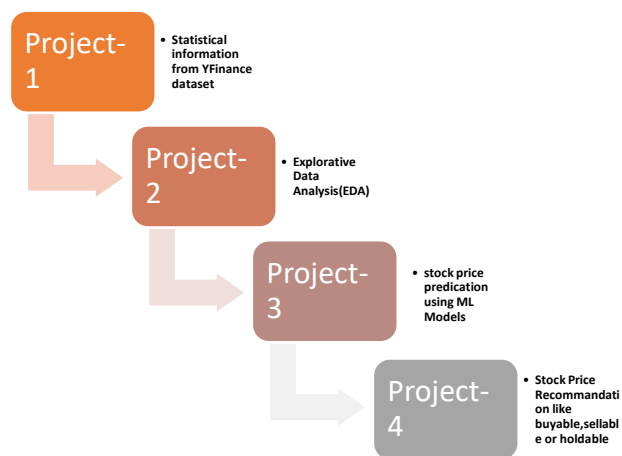 Project-
1
• Statistical
information
from YFinance
dataset
Project-
2
• Explorative
Data
Analysis(EDA)
Project-
3
• stock price
predication
using ML
Models
Project-
4
• Stock Price
Recommandati
on like
buyable,sellabl
e or holdable